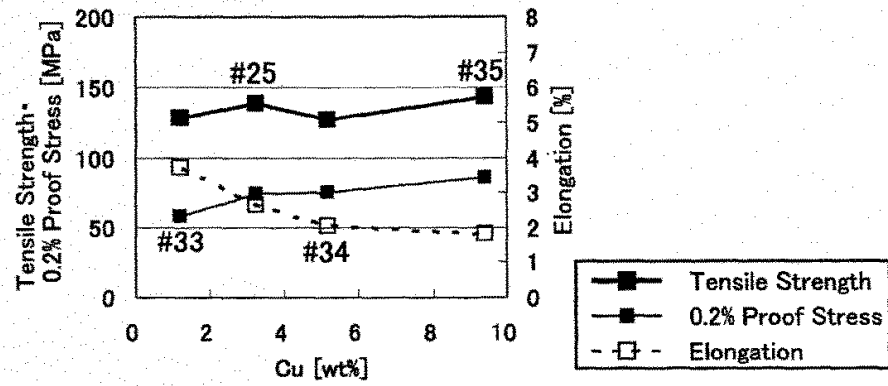 Tensile Strength・
0.2% Proof Stress [MPa]
200
150
100
50
0
#25
#35
#33
#34
8
7
6
5
4
3
2
1
0
Elongation [%]
0 2 4 6 8 10
Cu [wt%]
Tensile Strength
0.2% Proof Stress
Elongation